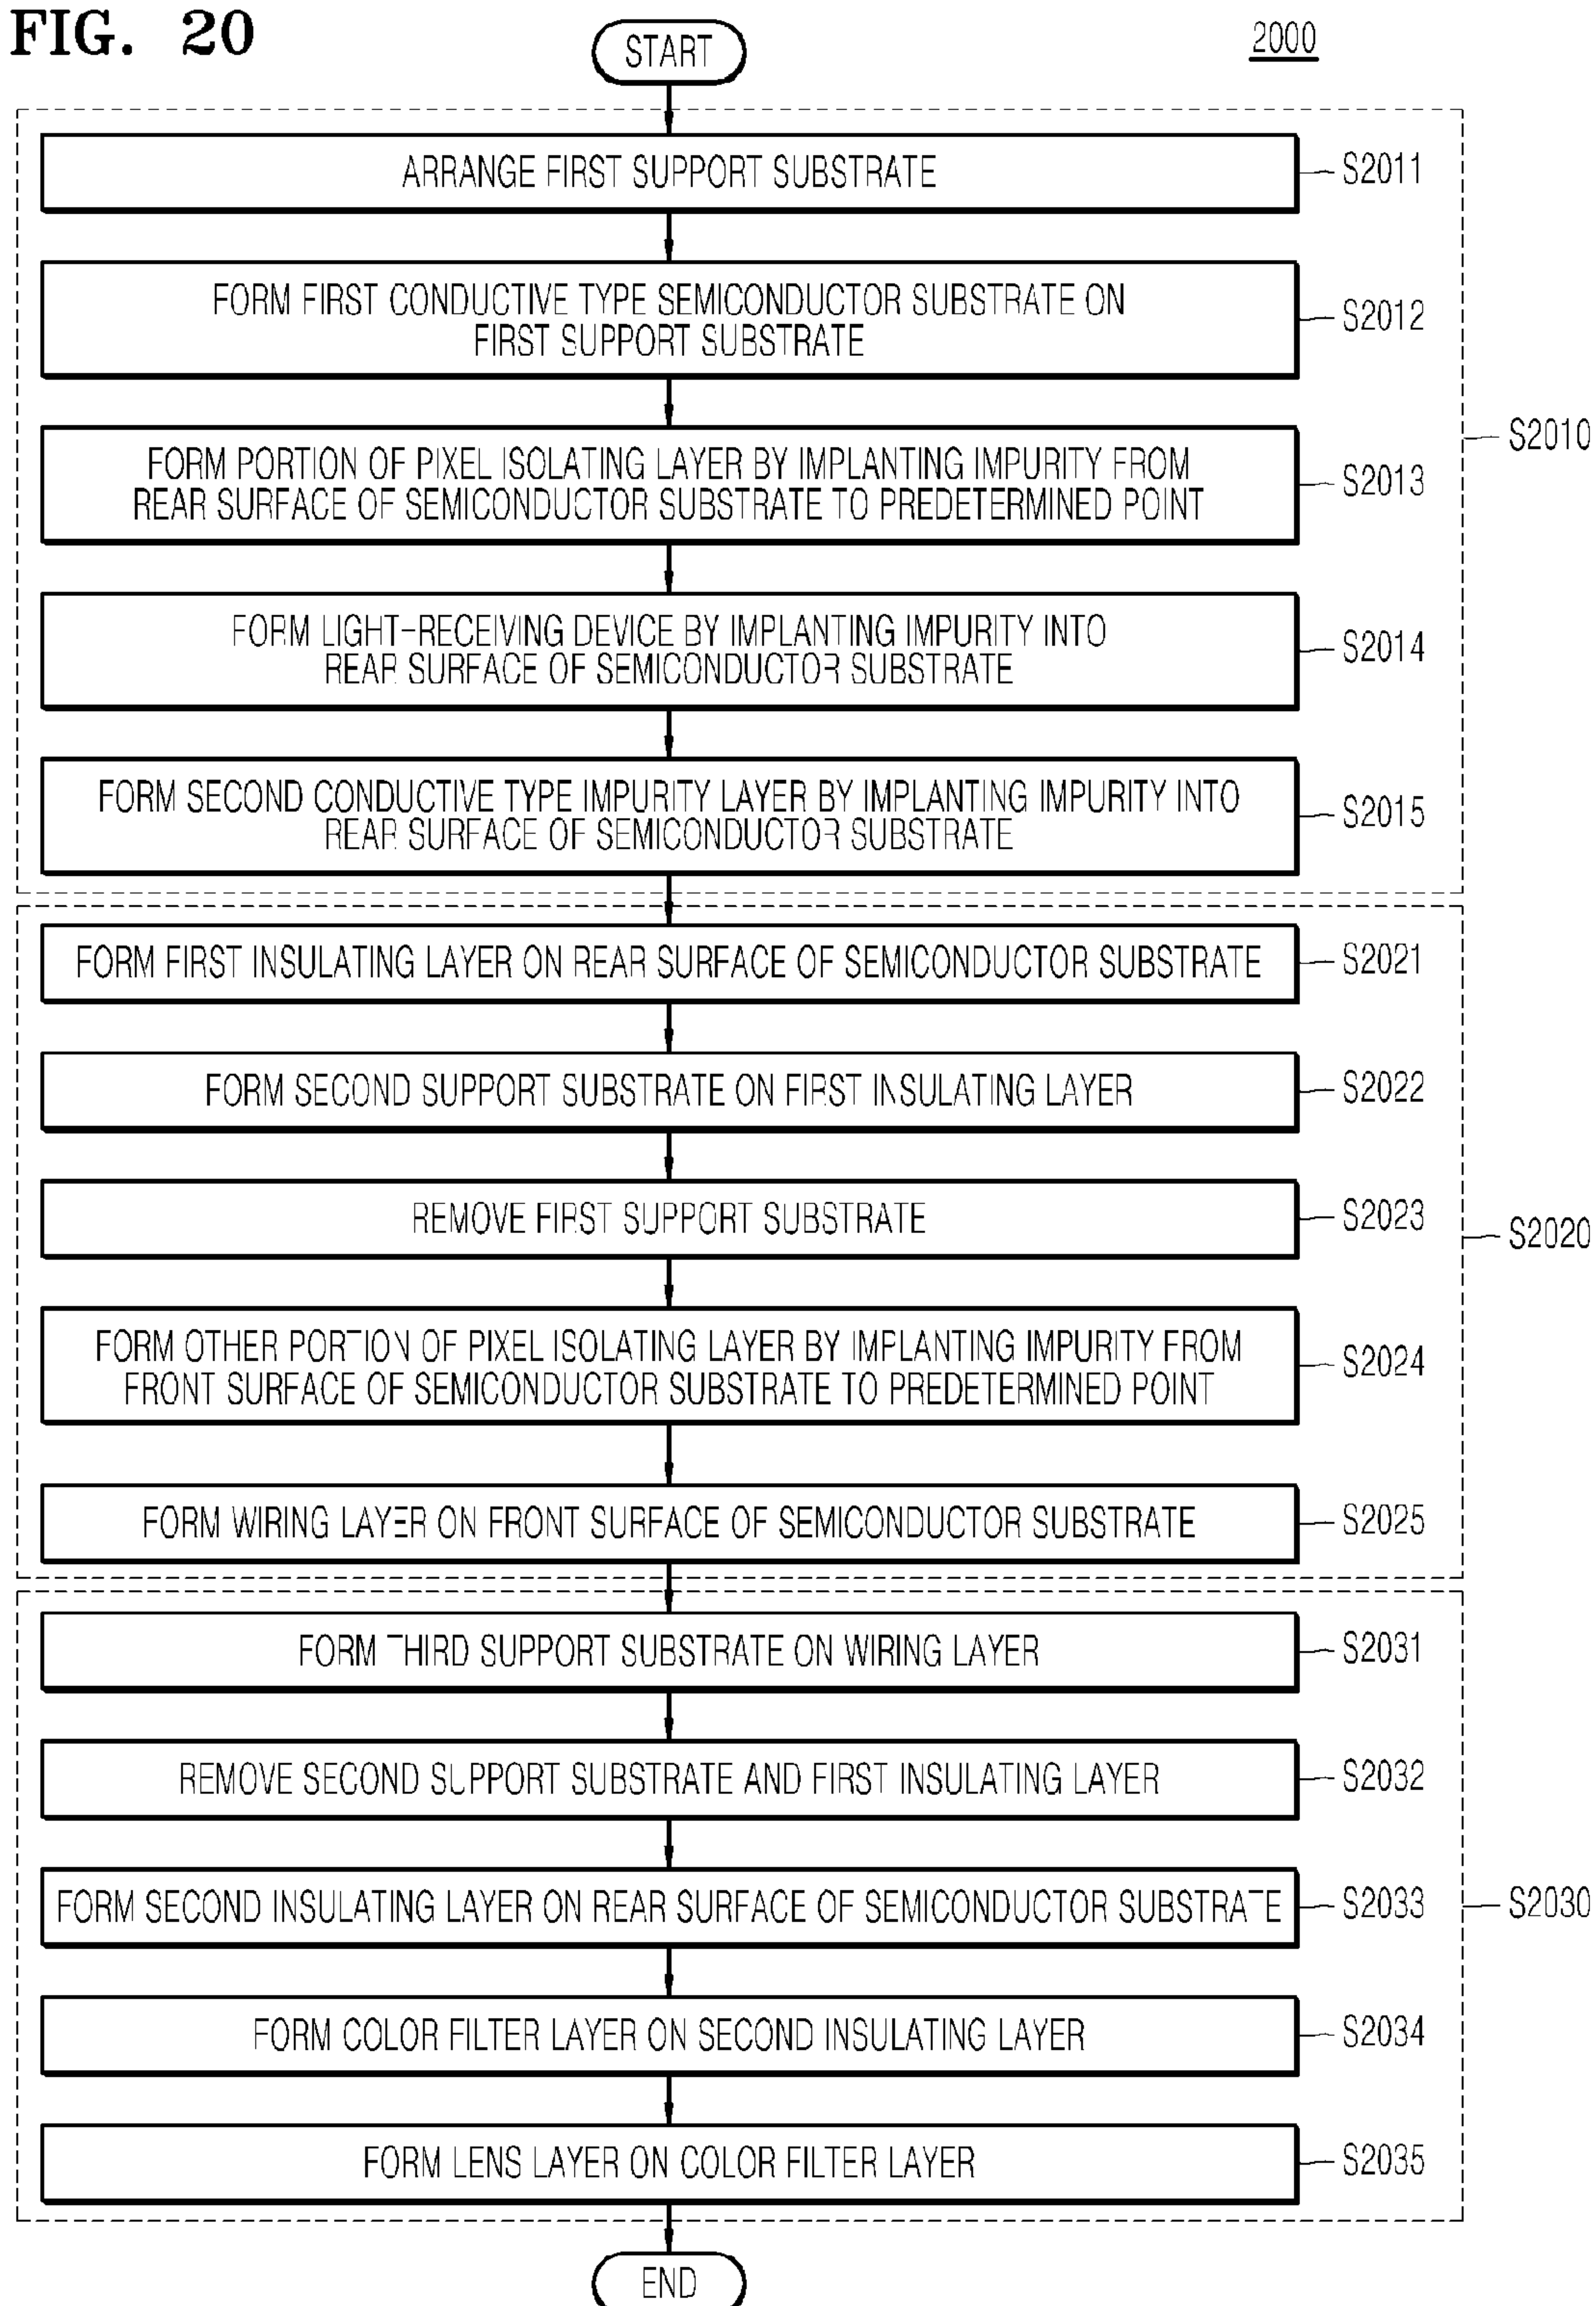 FIG. 20
START
2000
ARRANGE FIRST SUPPORT SUBSTRATE
S2011
FORM FIRST CONDUCTIVE TYPE SEMICONDUCTOR SUBSTRATE ON
FIRST SUPPORT SUBSTRATE
S2012
S2010
FORM PORTION OF PIXEL ISOLATING LAYER BY IMPLANTING IMPURITY FROM
REAR SURFACE OF SEMICONDUCTOR SUBSTRATE TO PREDETERMINED POINT
S2013
FORM LIGHT-RECEIVING DEVICE BY IMPLANTING IMPURITY INTO
REAR SURFACE OF SEMICONDUCTOR SUBSTRATE
S2014
FORM SECOND CONDUCTIVE TYPE IMPURITY LAYER BY IMPLANTING IMPURITY INTO
REAR SURFACE OF SEMICONDUCTOR SUBSTRATE
S2015
FORM FIRST INSULATING LAYER ON REAR SURFACE OF SEMICONDUCTOR SUBSTRATE
S2021
FORM SECOND SUPPORT SUBSTRATE ON FIRST INSULATING LAYER
S2022
REMOVE FIRST SUPPORT SUBSTRATE
S2023
S2020
FORM OTHER PORTION OF PIXEL ISOLATING LAYER BY IMPLANTING IMPURITY FROM
FRONT SURFACE OF SEMICONDUCTOR SUBSTRATE TO PREDETERMINED POINT
S2024
FORM WIRING LAYER ON FRONT SURFACE OF SEMICONDUCTOR SUBSTRATE
S2025
FORM THIRD SUPPORT SUBSTRATE ON WIRING LAYER
S2031
REMOVE SECOND SUPPORT SUBSTRATE AND FIRST INSULATING LAYER
S2032
FORM SECOND INSULATING LAYER ON REAR SURFACE OF SEMICONDUCTOR SUBSTRATE
S2033
S2030
FORM COLOR FILTER LAYER ON SECOND INSULATING LAYER
S2034
FORM LENS LAYER ON COLOR FILTER LAYER
S2035
END